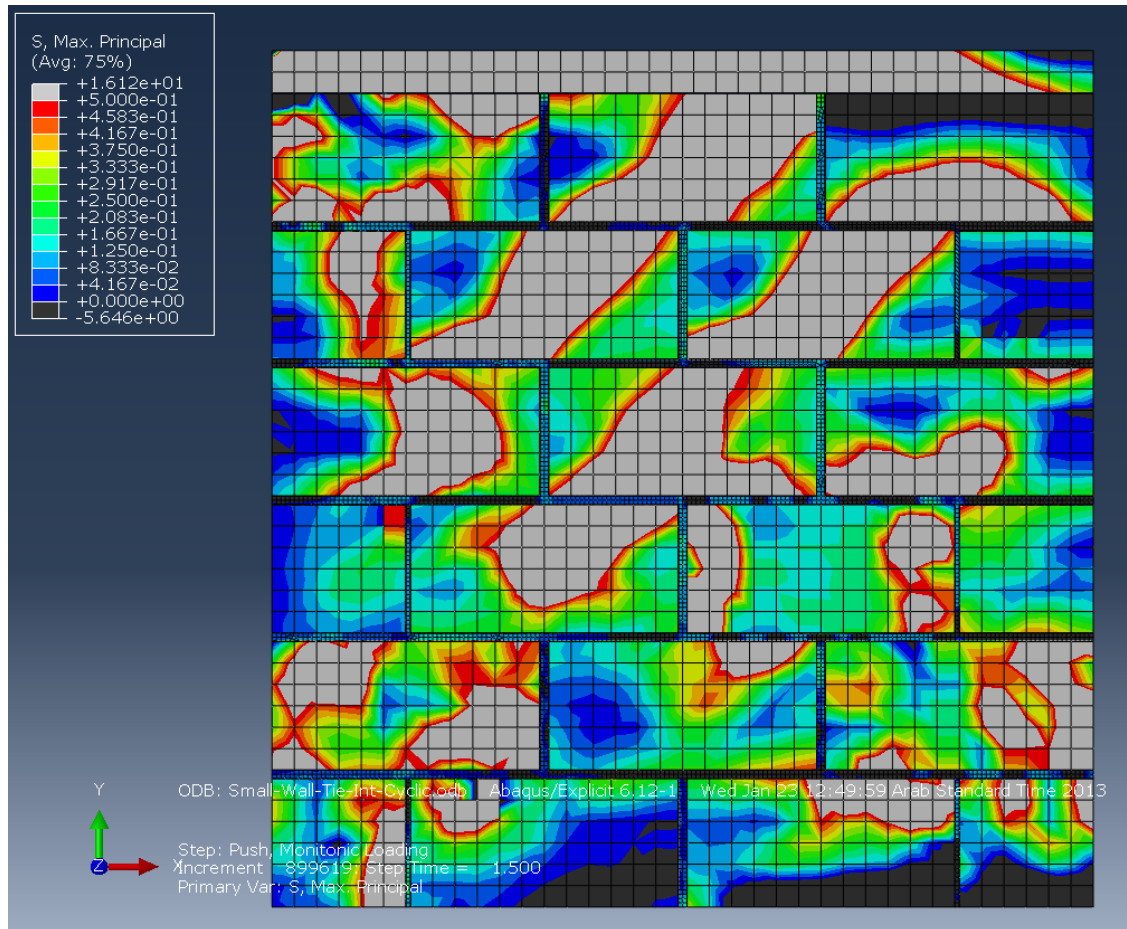 S, Max. Principal
(Avg: 75%)
+1.612e+01
+5.000e-01
+4.583e-01
+4.167e-01
+3.750e-01
+3.333e-01
+2.917e-01
+2.500e-01
+2.083e-01
+1.667e-01
+1.250e-01
+8.333e-02
+4.167e-02
+0.000e+00
-5.646e+00
Y
Z
X
ODB: Small-Wall-Tie-Int-Cyclic.odb Abaqus/Explicit 6.12-1 Wed Jan 23 12:49:59 Arab Standard Time 2013
Step: Push, Monitonic Loading
Increment 899619: Step Time = 1.500
Primary Var: S, Max. Principal